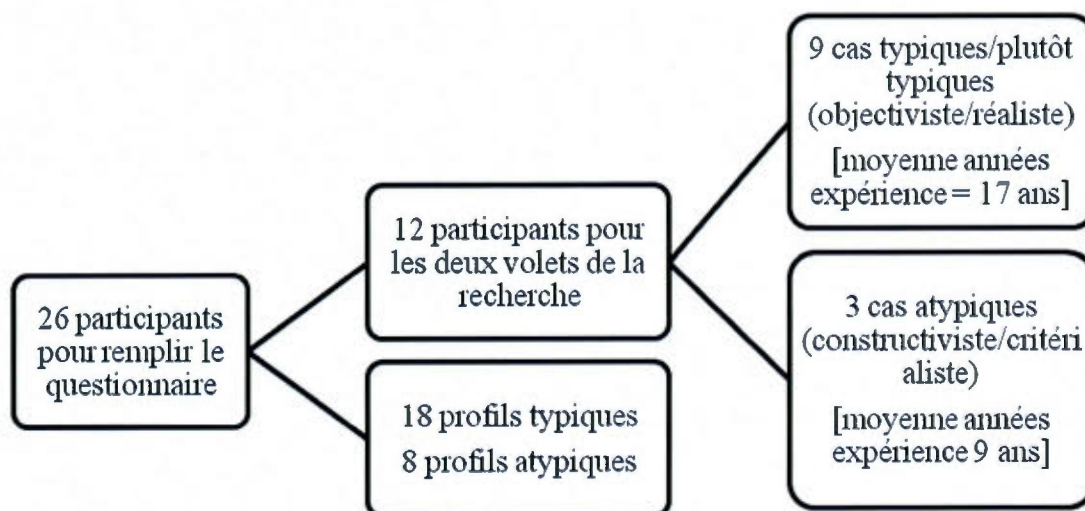 26 participants
pour remplir le
questionnaire
12 participants pour
les deux volets de la
recherche
18 profils typiques
8 profils atypiques
9 cas typiques/plutôt
typiques
(objectiviste/réaliste)
[moyenne années
expérience = 17 ans]
3 cas atypiques
(constructiviste/critéri
aliste)
[moyenne années
expérience 9 ans]